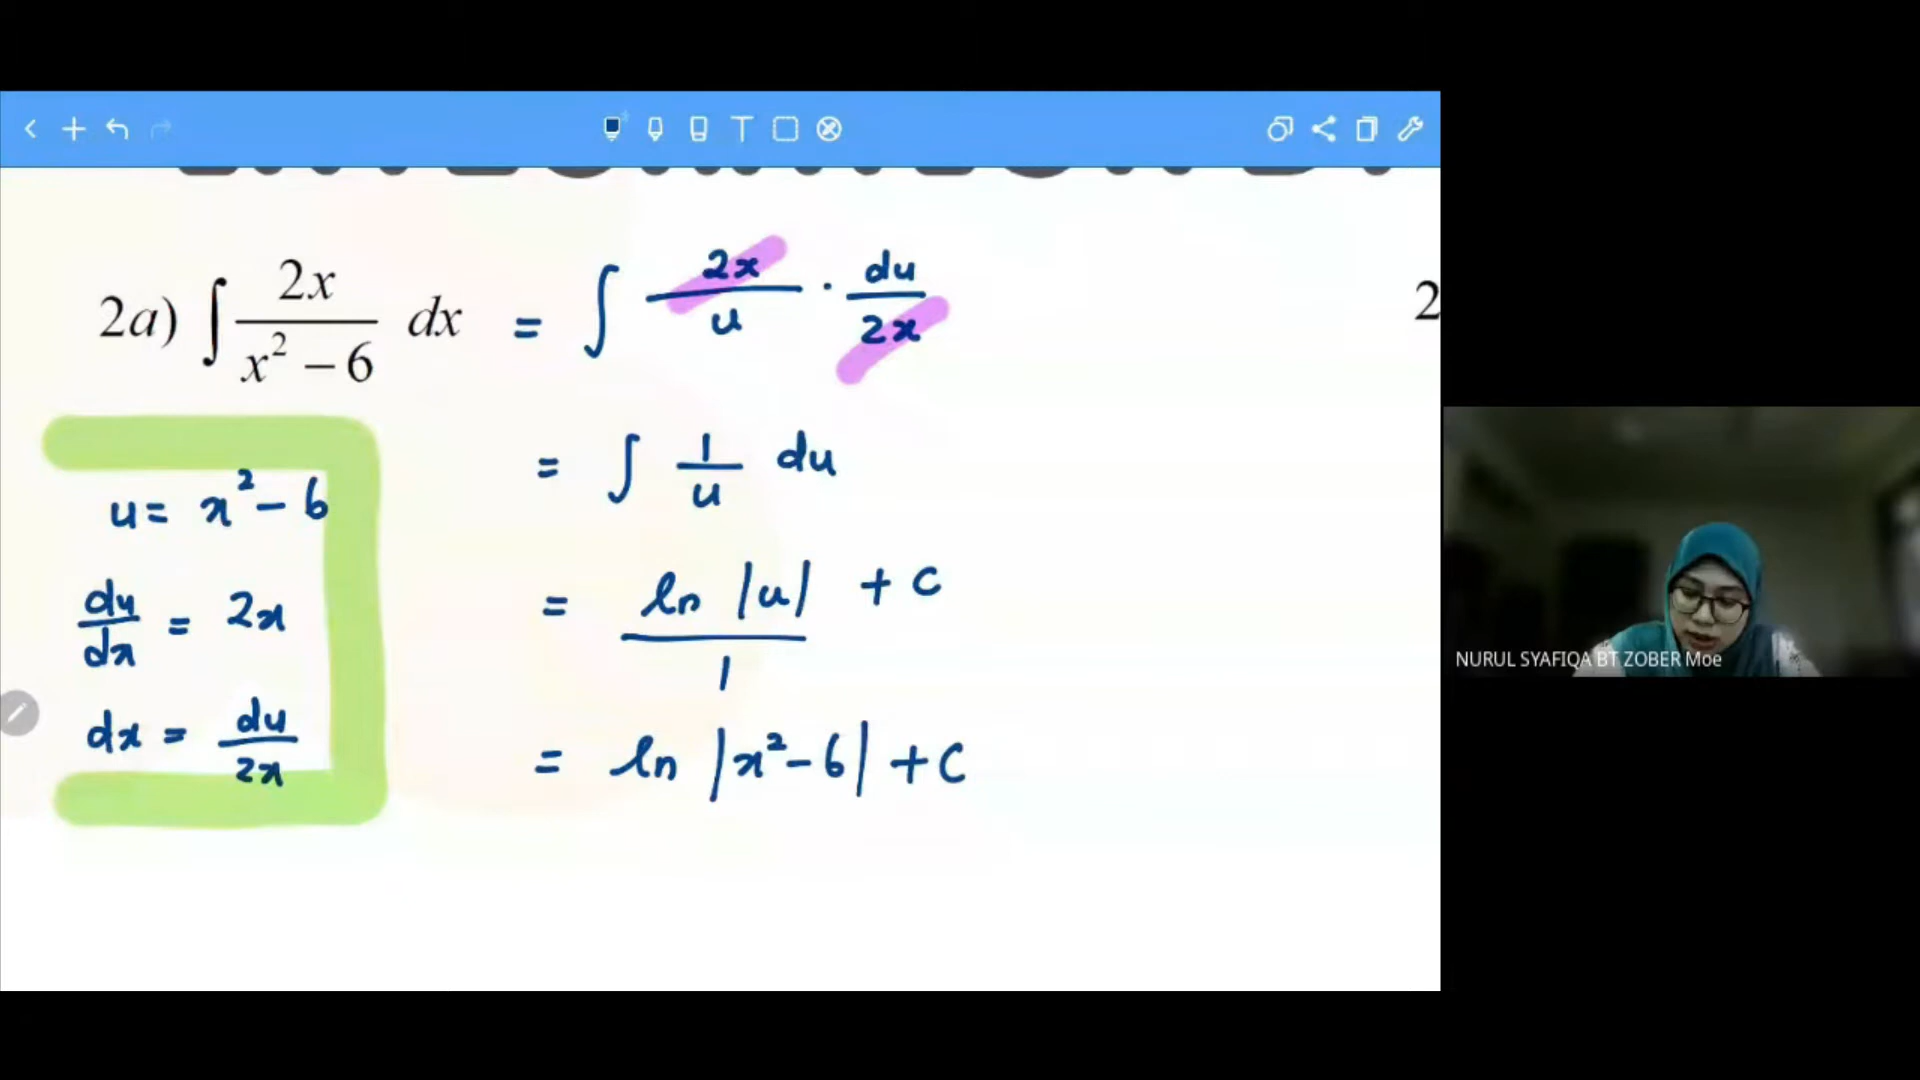 2a) ∫ 2x / (x² − 6) dx = ∫ 2x/u · du/2x
2
= ∫ 1/u du
u = x² − 6
= ln |u| / 1 + c
du/dx = 2x
dx = du/2x
= ln |x² − 6| + c
NURUL SYAFIQA BT ZOBER Moe